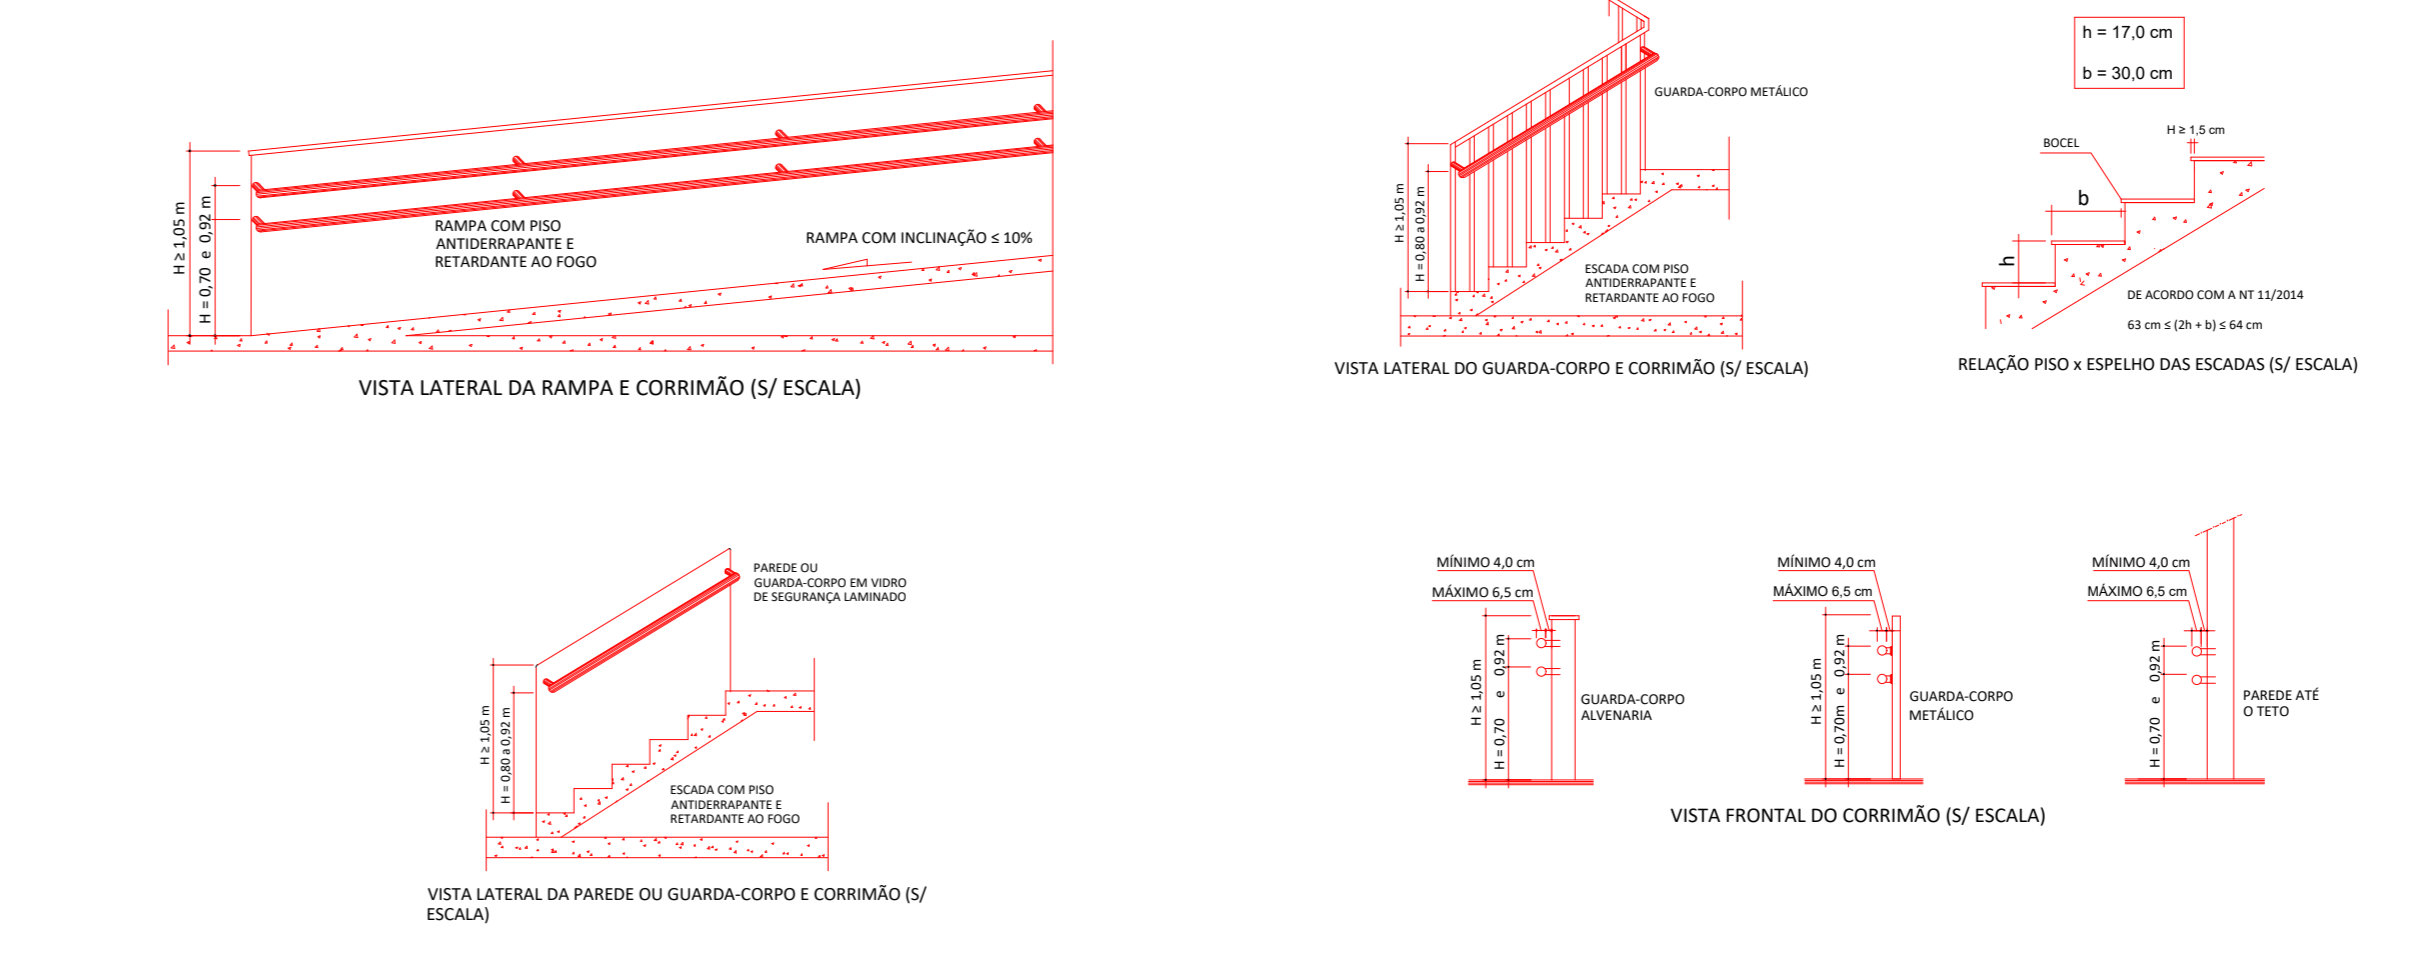 H ≥ 1,05 m
H = 0,70 e 0,92 m
RAMPA COM PISO
ANTIDERRAPANTE E
RETARDANTE AO FOGO
RAMPA COM INCLINAÇÃO ≤ 10%
VISTA LATERAL DA RAMPA E CORRIMÃO (S/ ESCALA)
GUARDA-CORPO METÁLICO
H ≥ 1,05 m
H = 0,80 a 0,92 m
ESCADA COM PISO
ANTIDERRAPANTE E
RETARDANTE AO FOGO
VISTA LATERAL DO GUARDA-CORPO E CORRIMÃO (S/ ESCALA)
h = 17,0 cm
b = 30,0 cm
H ≥ 1,5 cm
BOCEL
b
h
DE ACORDO COM A NT 11/2014
63 cm ≤ (2h + b) ≤ 64 cm
RELAÇÃO PISO x ESPELHO DAS ESCADAS (S/ ESCALA)
PAREDE OU
GUARDA-CORPO EM VIDRO
DE SEGURANÇA LAMINADO
H ≥ 1,05 m
H = 0,80 a 0,92 m
ESCADA COM PISO
ANTIDERRAPANTE E
RETARDANTE AO FOGO
VISTA LATERAL DA PAREDE OU GUARDA-CORPO E CORRIMÃO (S/
ESCALA)
MÍNIMO 4,0 cm
MÁXIMO 6,5 cm
H ≥ 1,05 m
H = 0,70 e 0,92 m
GUARDA-CORPO
ALVENARIA
MÍNIMO 4,0 cm
MÁXIMO 6,5 cm
H ≥ 1,05 m
H = 0,70m e 0,92 m
GUARDA-CORPO
METÁLICO
MÍNIMO 4,0 cm
MÁXIMO 6,5 cm
H = 0,70 e 0,92 m
PAREDE ATÉ
O TETO
VISTA FRONTAL DO CORRIMÃO (S/ ESCALA)